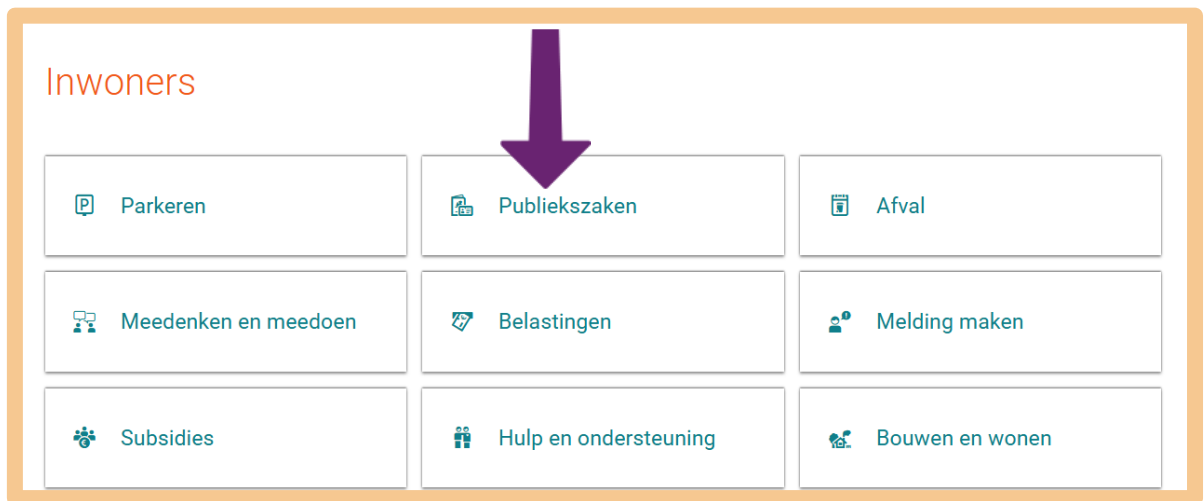 Inwoners
Parkeren
Publiekszaken
Afval
Meedenken en meedoen
Belastingen
Melding maken
Subsidies
Hulp en ondersteuning
Bouwen en wonen